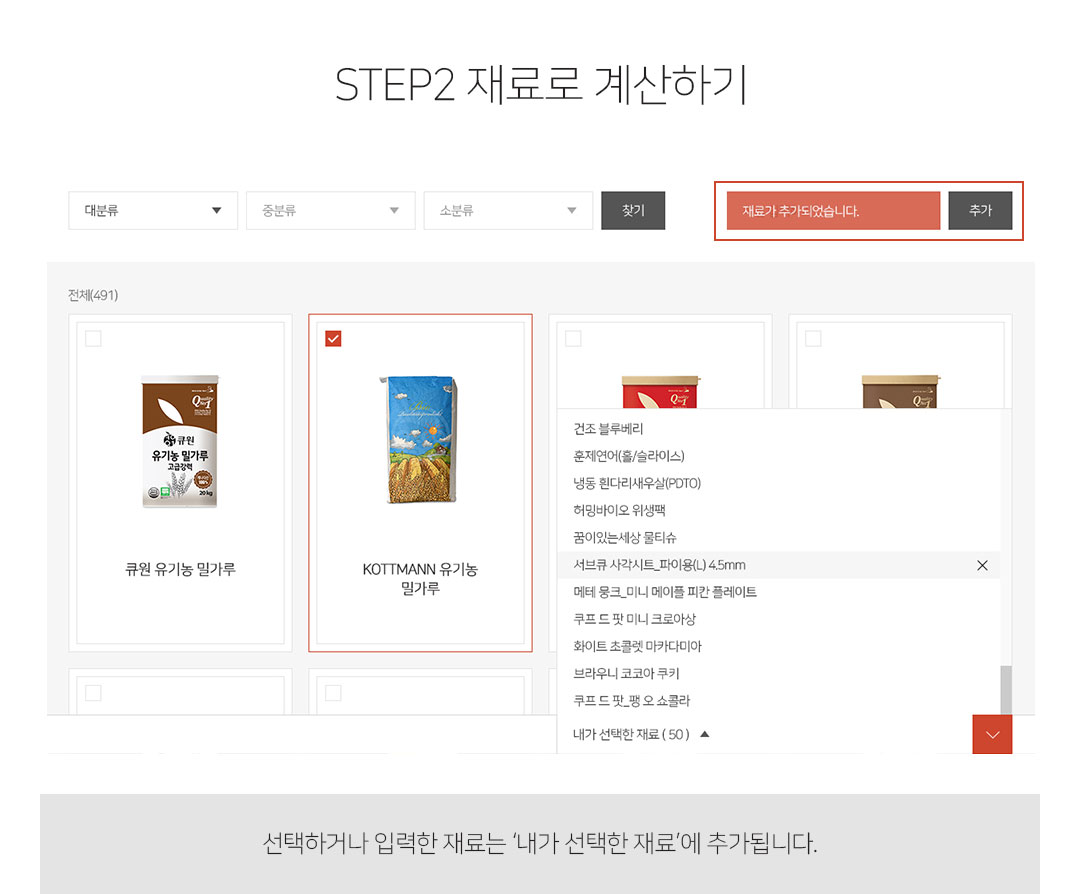 STEP2 재료로 계산하기
대분류
중분류
소분류
찾기
재료가 추가되었습니다.
추가
전체(491)
Quality
No.1
큐원
유기농 밀가루
고급강력
100%
20kg
Quality
No.1
Quality
No.1
큐원 유기농 밀가루
KOTTMANN 유기농
밀가루
건조 블루베리
훈제연어(홀/슬라이스)
냉동 흰다리새우살(PDTO)
허밍바이오 위생팩
꿈이있는세상 물티슈
서브큐 사각시트_파이용(L) 4.5mm
메테 뭉크_미니 메이플 피칸 플레이트
쿠프 드 팟 미니 크로아상
화이트 초콜렛 마카다미아
브라우니 코코아 쿠키
쿠프 드 팟_팽 오 쇼콜라
내가 선택한 재료 ( 50 )
선택하거나 입력한 재료는 ‘내가 선택한 재료’에 추가됩니다.